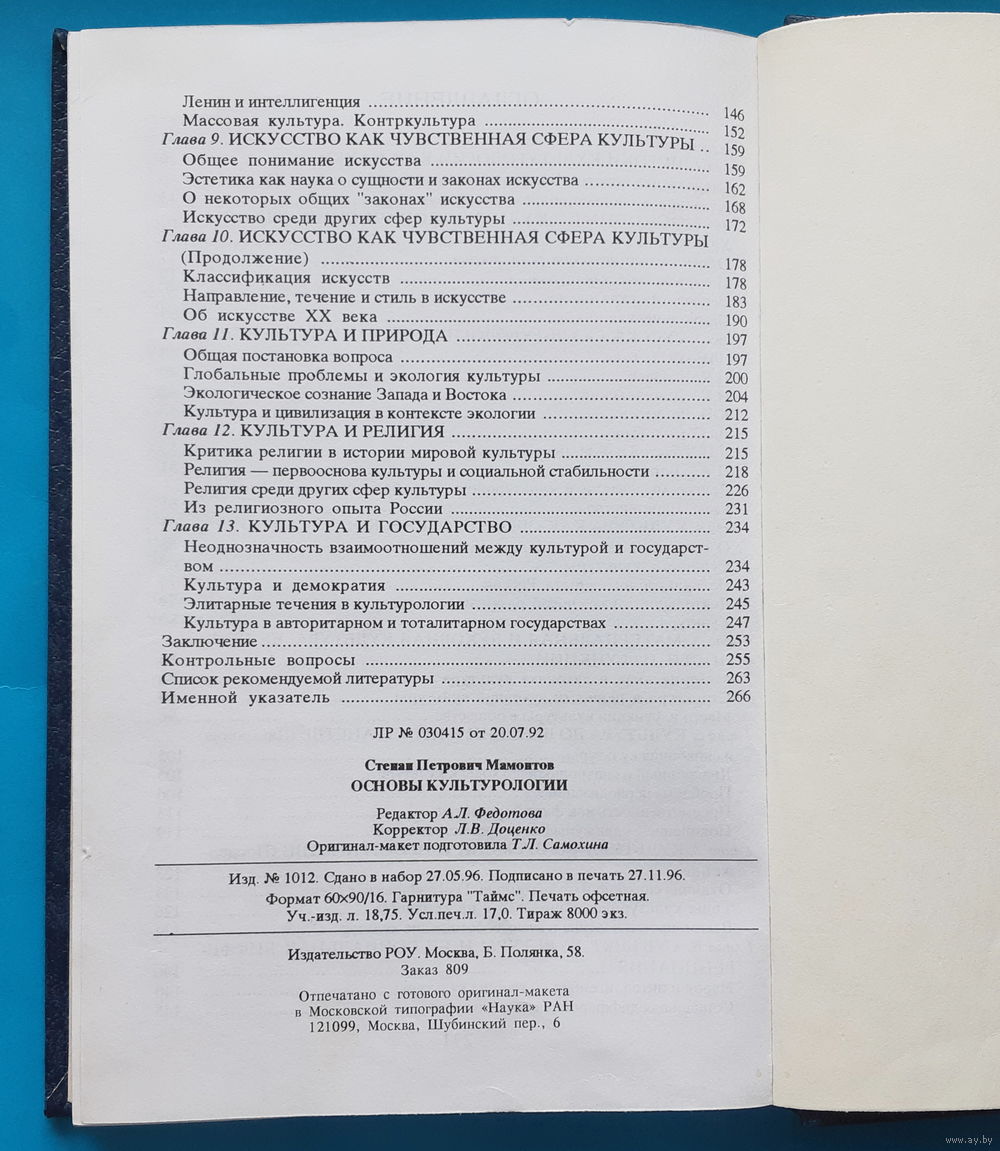 Ленин и интеллигенция ........ 146
Массовая культура. Контркультура ........ 152
Глава 9. ИСКУССТВО КАК ЧУВСТВЕННАЯ СФЕРА КУЛЬТУРЫ .. 159
Общее понимание искусства ........ 159
Эстетика как наука о сущности и законах искусства ........ 162
О некоторых общих "законах" искусства ........ 168
Искусство среди других сфер культуры ........ 172
Глава 10. ИСКУССТВО КАК ЧУВСТВЕННАЯ СФЕРА КУЛЬТУРЫ
(Продолжение) ........ 178
Классификация искусств ........ 178
Направление, течение и стиль в искусстве ........ 183
Об искусстве XX века ........ 190
Глава 11. КУЛЬТУРА И ПРИРОДА ........ 197
Общая постановка вопроса ........ 197
Глобальные проблемы и экология культуры ........ 200
Экологическое сознание Запада и Востока ........ 204
Культура и цивилизация в контексте экологии ........ 212
Глава 12. КУЛЬТУРА И РЕЛИГИЯ ........ 215
Критика религии в истории мировой культуры ........ 215
Религия — первооснова культуры и социальной стабильности ........ 218
Религия среди других сфер культуры ........ 226
Из религиозного опыта России ........ 231
Глава 13. КУЛЬТУРА И ГОСУДАРСТВО ........ 234
Неоднозначность взаимоотношений между культурой и государст-
вом ........ 234
Культура и демократия ........ 243
Элитарные течения в культурологии ........ 245
Культура в авторитарном и тоталитарном государствах ........ 247
Заключение ........ 253
Контрольные вопросы ........ 255
Список рекомендуемой литературы ........ 263
Именной указатель ........ 266
ЛР № 030415 от 20.07.92
Степан Петрович Мамонтов
ОСНОВЫ КУЛЬТУРОЛОГИИ
Редактор А.Л. Федотова
Корректор Л.В. Доценко
Оригинал-макет подготовила Т.Л. Самохина
Изд. № 1012. Сдано в набор 27.05.96. Подписано в печать 27.11.96.
Формат 60×90/16. Гарнитура "Таймс". Печать офсетная.
Уч.-изд. л. 18,75. Усл.печ.л. 17,0. Тираж 8000 экз.
Издательство РОУ. Москва, Б. Полянка, 58.
Заказ 809
Отпечатано с готового оригинал-макета
в Московской типографии «Наука» РАН
121099, Москва, Шубинский пер., 6
www.ay.by